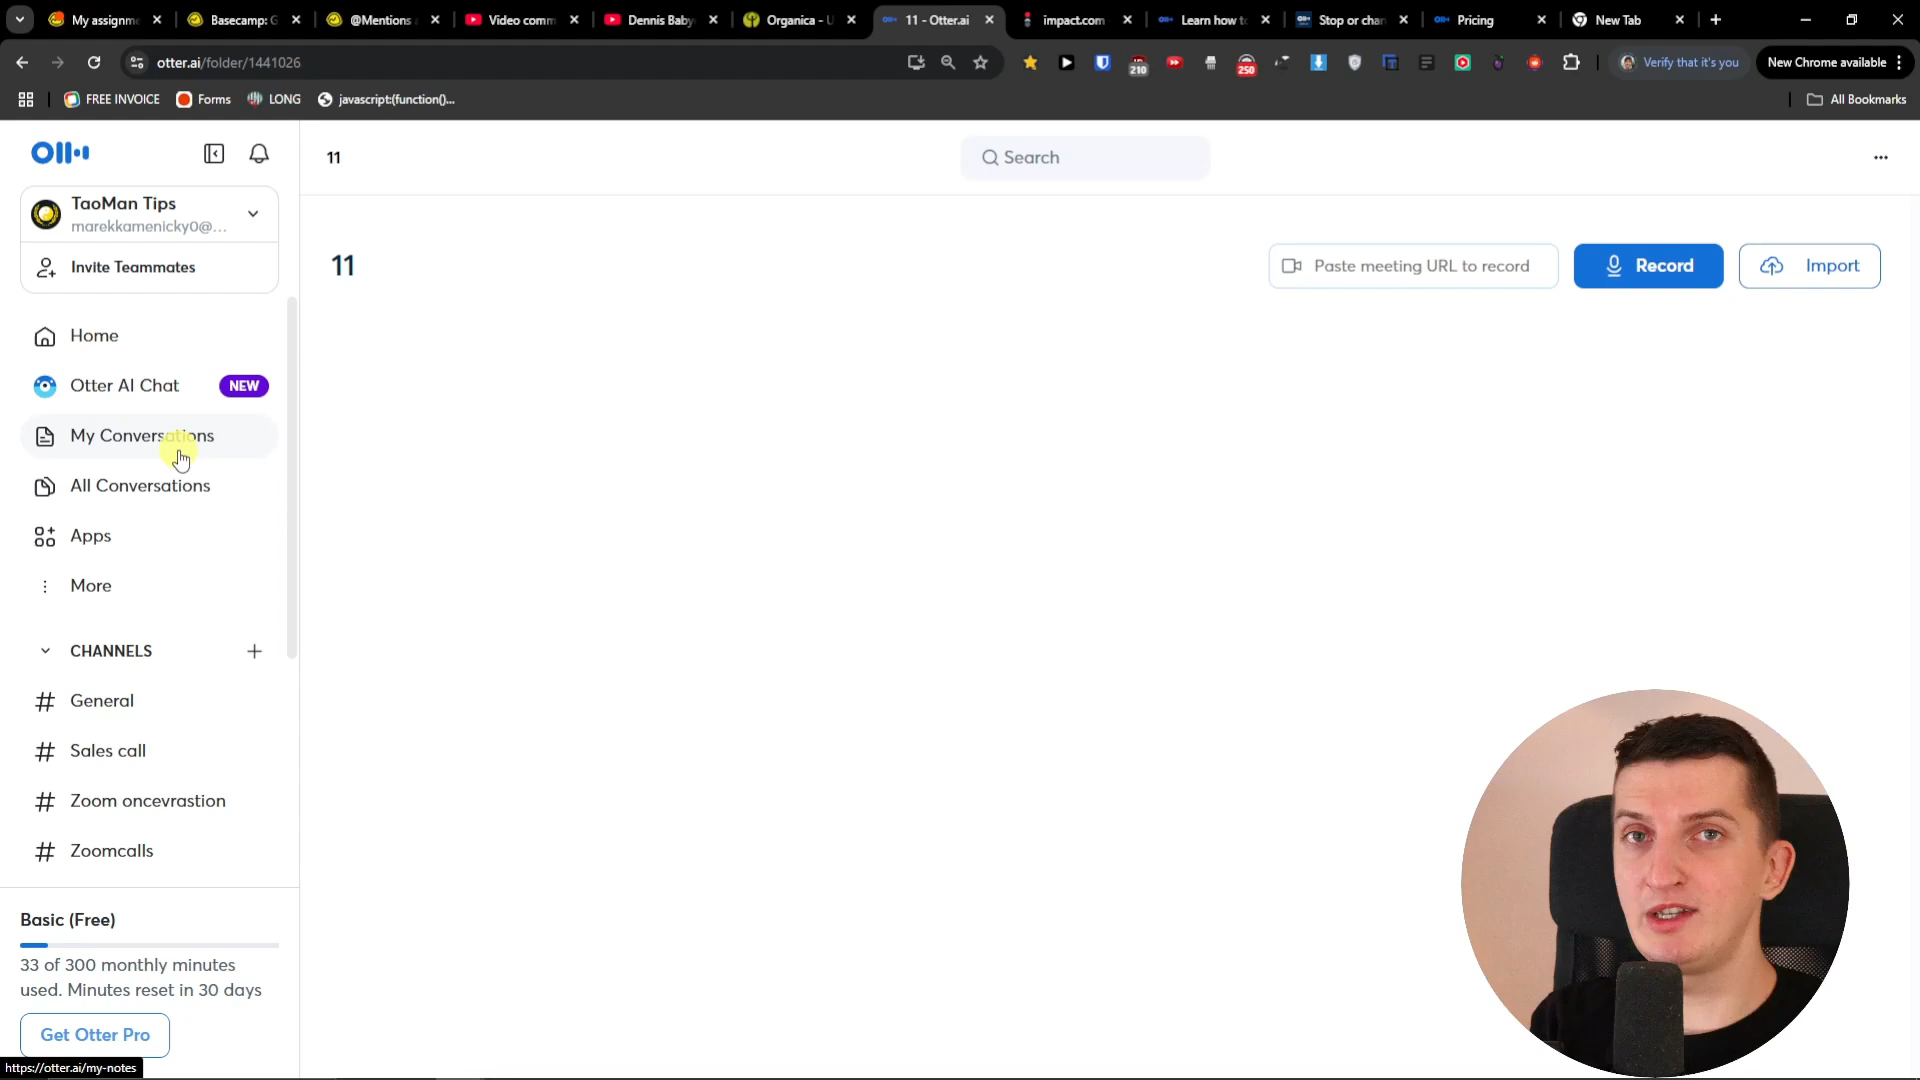 My assignm
Basecamp: G
@Mentions
Video comm
Dennis Baby
Organica - U
11 - Otter.ai
impact.com
Learn how to
Stop or chan
Pricing
New Tab
otter.ai/folder/1441026
210
250
Verify that it's you
New Chrome available
FREE INVOICE
Forms
LONG
javascript:(function()...
All Bookmarks
11
Search
TaoMan Tips
marekkamenicky0@...
Invite Teammates
11
Paste meeting URL to record
Record
Import
Home
Otter AI Chat
NEW
My Conversations
All Conversations
Apps
More
CHANNELS
# General
# Sales call
# Zoom oncevrastion
# Zoomcalls
Basic (Free)
33 of 300 monthly minutes
used. Minutes reset in 30 days
Get Otter Pro
https://otter.ai/my-notes